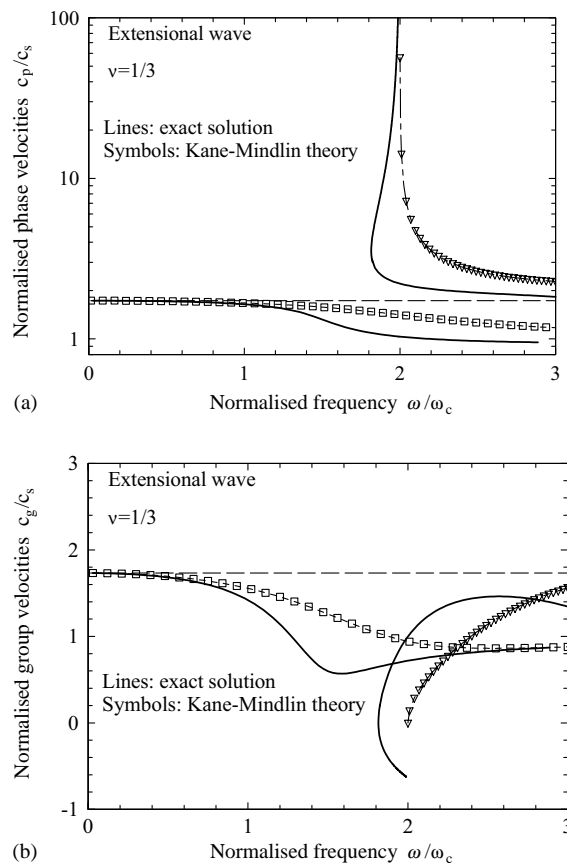 100
Extensional wave
ν=1/3
Lines: exact solution
Symbols: Kane-Mindlin theory
10
1
Normalised phase velocities c_p/c_s
0 1 2 3
(a) Normalised frequency ω/ω_c
3
Extensional wave
ν=1/3
2
1
Lines: exact solution
Symbols: Kane-Mindlin theory
0
-1
Normalised group velocities c_g/c_s
0 1 2 3
(b) Normalised frequency ω/ω_c